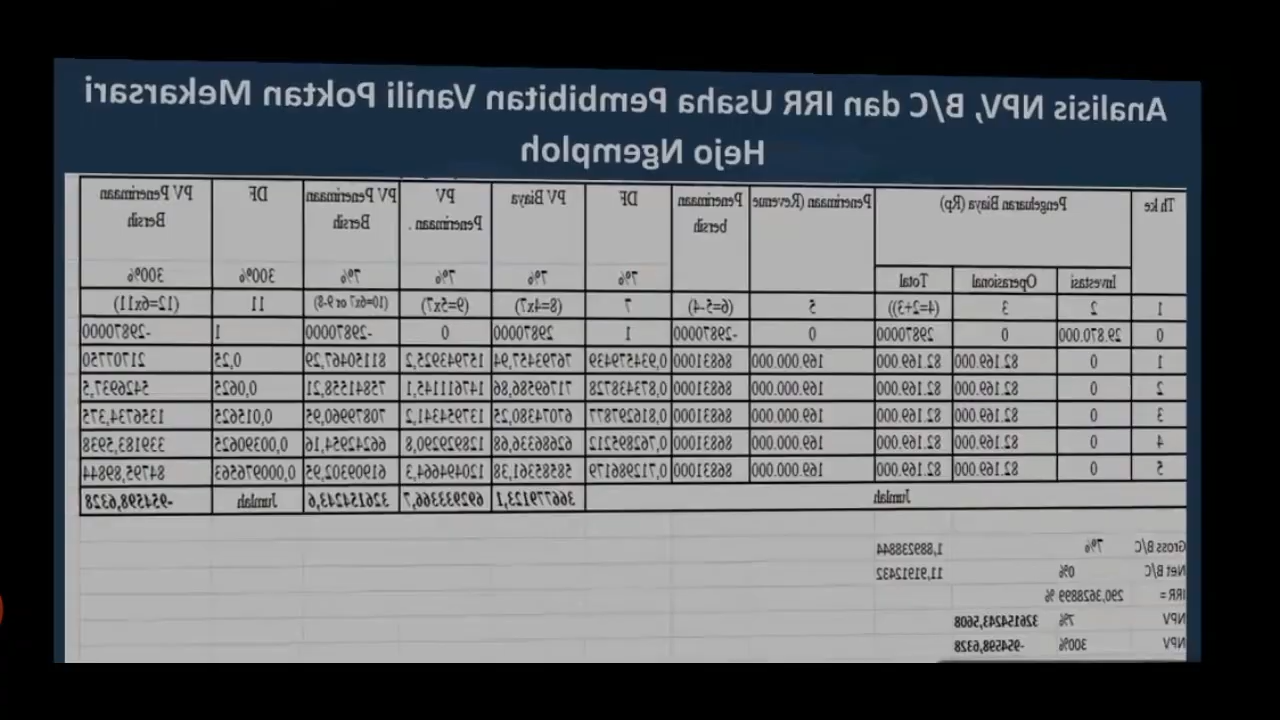 Analisis NPV, B/C dan IRR Usaha Pembibitan Vanili Poktan Mekarsari
Hejo Ngemploh
Th ke Pengeluaran Biaya (Rp) Penerimaan (Revenue Penerimaan bersih DF PV Biaya PV Penerimaan . PV Penerimaan Bersih DF PV Penerimaan Bersih
7% 7% 7% 7% 300% 300%
Investasi Operasional Total
1 2 3 (4=2+3)) 5 (6=5-4) 7 (8=4x7) (9=5x7) (10=6x7 or 9-8) 11 (12=6x11)
0 29.870.000 0 29870000 0 -29870000 1 29870000 0 -29870000 1 -29870000
1 0 82.169.000 82.169.000 169.000.000 86831000 0,934579439 76793457,94 157943925,2 81150467,29 0,25 21707750
2 0 82.169.000 82.169.000 169.000.000 86831000 0,873438728 71769586,86 147611145,1 75841558,21 0,0625 5426937,5
3 0 82.169.000 82.169.000 169.000.000 86831000 0,816297877 67074380,25 137954341,2 70879960,95 0,015625 1356734,375
4 0 82.169.000 82.169.000 169.000.000 86831000 0,762895212 62686336,68 128929290,8 66242954,16 0,00390625 339183,5938
5 0 82.169.000 82.169.000 169.000.000 86831000 0,712986179 58585361,38 120494664,3 61909302,95 0,000976563 84795,89844
Jumlah 366779123,1 692933366,7 326154243,6 Jumlah -954598,6328
Gross B/C 7% 1,889238844
Net B/C 0% 11,91912432
IRR = 290,3628899 %
NPV 7% 326154243,5608
NPV 300% -954598,6328